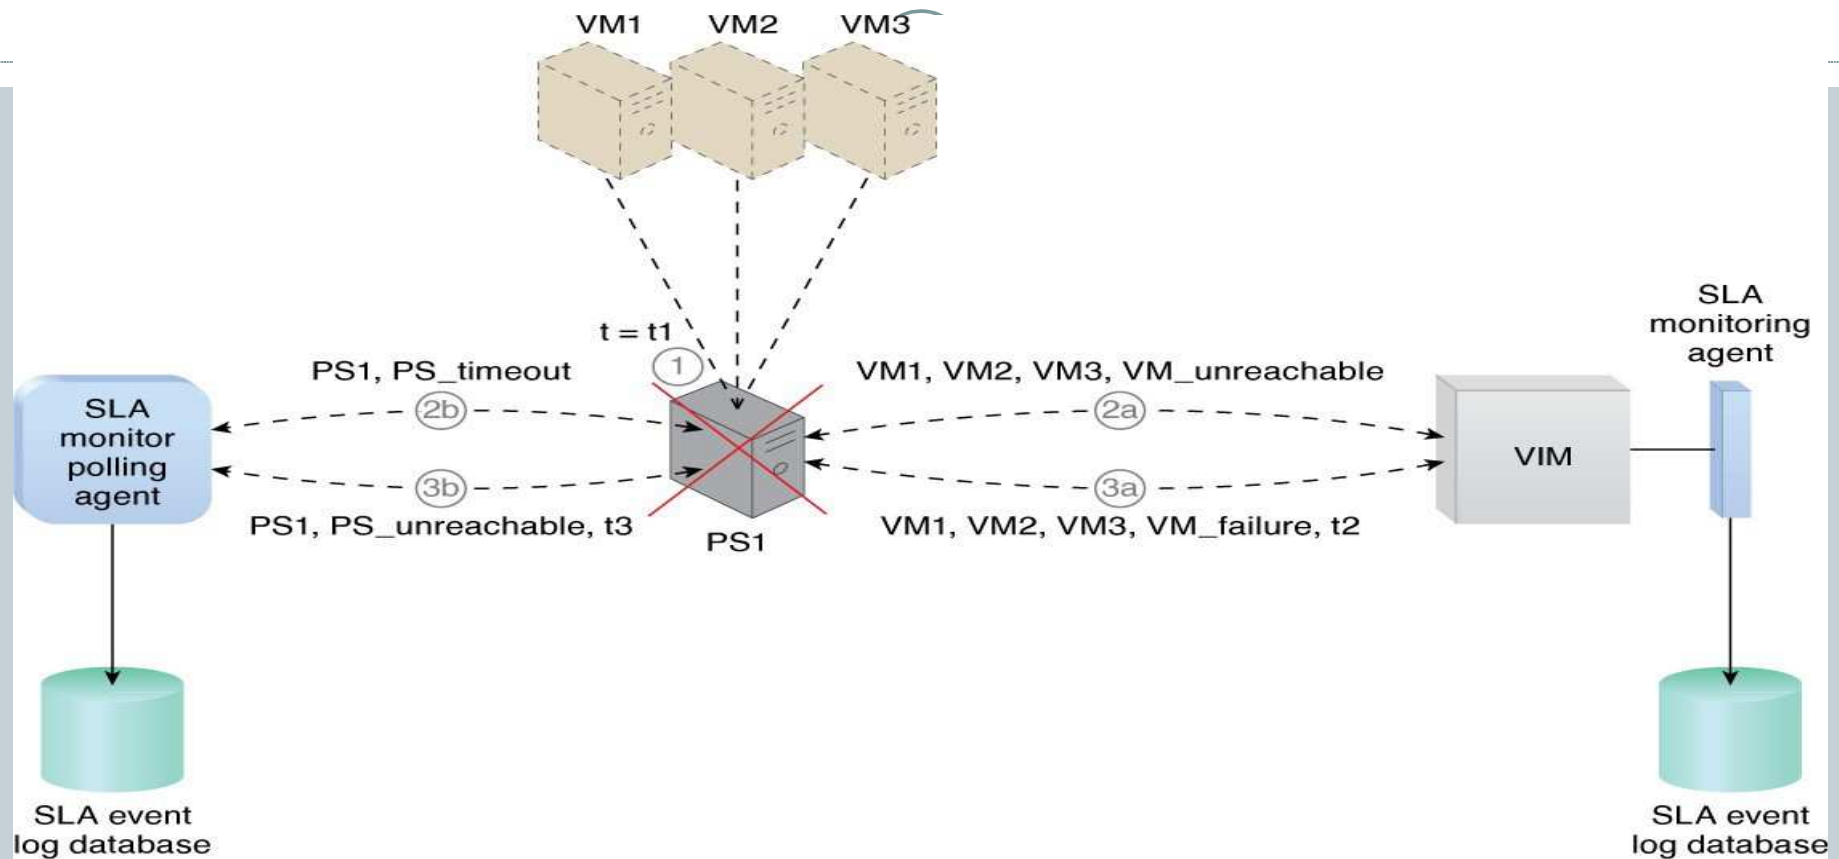 VM1
VM2
VM3
t = t1
1
PS1, PS_timeout
2b
3b
PS1, PS_unreachable, t3
SLA
monitor
polling
agent
PS1
VM1, VM2, VM3, VM_unreachable
2a
3a
VM1, VM2, VM3, VM_failure, t2
VIM
SLA
monitoring
agent
SLA event
log database
SLA event
log database